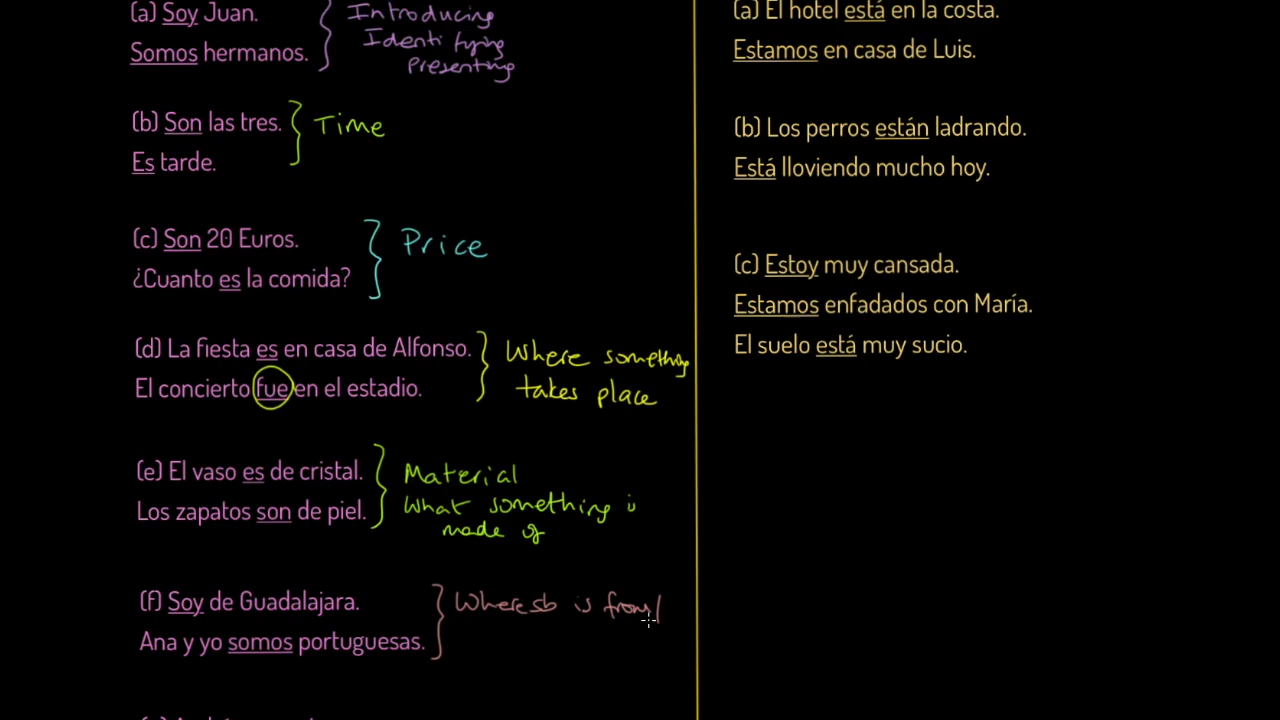 (a) Soy Juan.
Somos hermanos.
Introducing
Identifying
Presenting
(b) Son las tres.
Es tarde.
Time
(c) Son 20 Euros.
¿Cuanto es la comida?
Price
(d) La fiesta es en casa de Alfonso.
El concierto fue en el estadio.
Where something
takes place
(e) El vaso es de cristal.
Los zapatos son de piel.
Material
What something is
made of
(f) Soy de Guadalajara.
Ana y yo somos portuguesas.
Where sb is from/
(a) El hotel está en la costa.
Estamos en casa de Luis.
(b) Los perros están ladrando.
Está lloviendo mucho hoy.
(c) Estoy muy cansada.
Estamos enfadados con María.
El suelo está muy sucio.